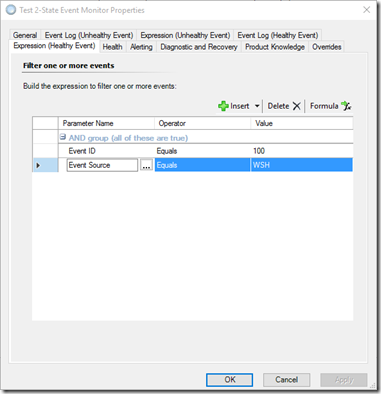 Test 2-State Event Monitor Properties
General Event Log (Unhealthy Event) Expression (Unhealthy Event) Event Log (Healthy Event)
Expression (Healthy Event) Health Alerting Diagnostic and Recovery Product Knowledge Overrides
Filter one or more events
Build the expression to filter one or more events:
Insert Delete Formula
Parameter Name Operator Value
AND group (all of these are true)
Event ID Equals 100
Event Source ... Equals WSH
OK Cancel Apply